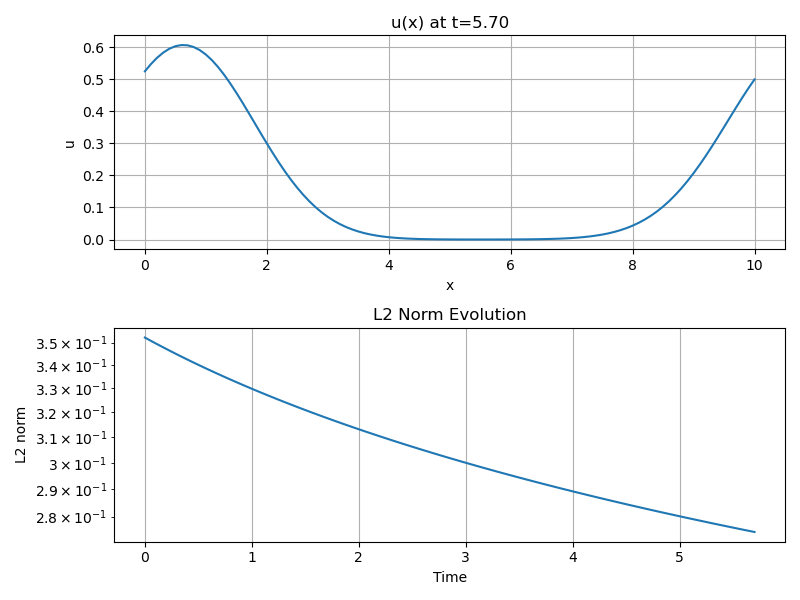 u(x) at t=5.70
0.6
0.5
0.4
0.3
0.2
0.1
0.0
u
0 2 4 6 8 10
x
L2 Norm Evolution
3.5 × 10⁻¹
3.4 × 10⁻¹
3.3 × 10⁻¹
3.2 × 10⁻¹
3.1 × 10⁻¹
3 × 10⁻¹
2.9 × 10⁻¹
2.8 × 10⁻¹
L2 norm
0 1 2 3 4 5
Time